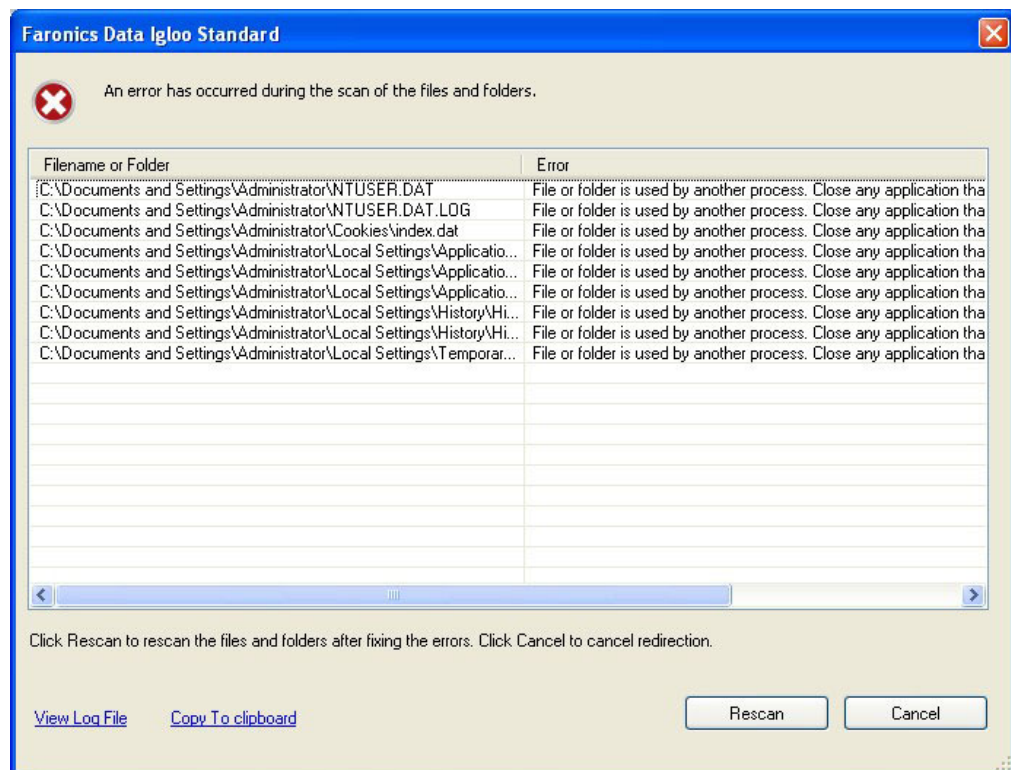 Faronics Data Igloo Standard
An error has occurred during the scan of the files and folders.
Filename or Folder Error
C:\Documents and Settings\Administrator\NTUSER.DAT File or folder is used by another process. Close any application tha
C:\Documents and Settings\Administrator\NTUSER.DAT.LOG File or folder is used by another process. Close any application tha
C:\Documents and Settings\Administrator\Cookies\index.dat File or folder is used by another process. Close any application tha
C:\Documents and Settings\Administrator\Local Settings\Applicatio... File or folder is used by another process. Close any application tha
C:\Documents and Settings\Administrator\Local Settings\Applicatio... File or folder is used by another process. Close any application tha
C:\Documents and Settings\Administrator\Local Settings\Applicatio... File or folder is used by another process. Close any application tha
C:\Documents and Settings\Administrator\Local Settings\History\Hi... File or folder is used by another process. Close any application tha
C:\Documents and Settings\Administrator\Local Settings\History\Hi... File or folder is used by another process. Close any application tha
C:\Documents and Settings\Administrator\Local Settings\Temporar... File or folder is used by another process. Close any application tha
Click Rescan to rescan the files and folders after fixing the errors. Click Cancel to cancel redirection.
View Log File Copy To clipboard Rescan Cancel